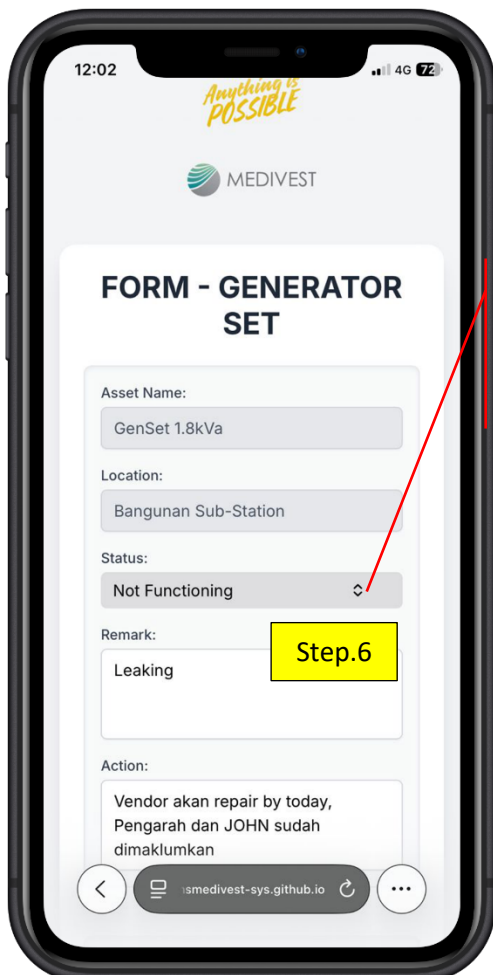 12:02
4G 72
Anything is
POSSIBLE
MEDIVEST
FORM - GENERATOR
SET
Asset Name:
GenSet 1.8kVa
Location:
Bangunan Sub-Station
Status:
Not Functioning
Remark:
Step.6
Leaking
Action:
Vendor akan repair by today,
Pengarah dan JOHN sudah
dimaklumkan
smedivest-sys.github.io